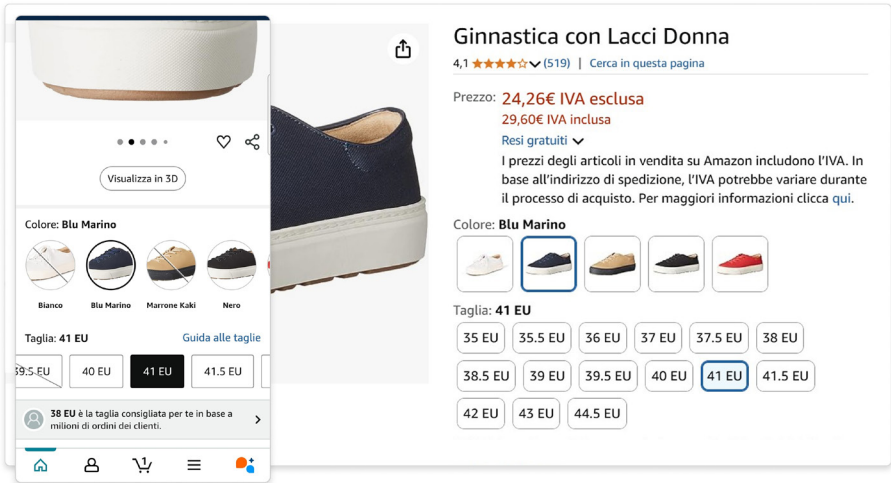 Visualizza in 3D
Colore: Blu Marino
Bianco
Blu Marino
Marrone Kaki
Nero
Taglia: 41 EU
Guida alle taglie
39.5 EU
40 EU
41 EU
41.5 EU
38 EU è la taglia consigliata per te in base a
milioni di ordini dei clienti.
1
Ginnastica con Lacci Donna
4,1 (519) | Cerca in questa pagina
Prezzo: 24,26€ IVA esclusa
29,60€ IVA inclusa
Resi gratuiti
I prezzi degli articoli in vendita su Amazon includono l'IVA. In
base all'indirizzo di spedizione, l'IVA potrebbe variare durante
il processo di acquisto. Per maggiori informazioni clicca qui.
Colore: Blu Marino
Taglia: 41 EU
35 EU 35.5 EU 36 EU 37 EU 37.5 EU 38 EU
38.5 EU 39 EU 39.5 EU 40 EU 41 EU 41.5 EU
42 EU 43 EU 44.5 EU